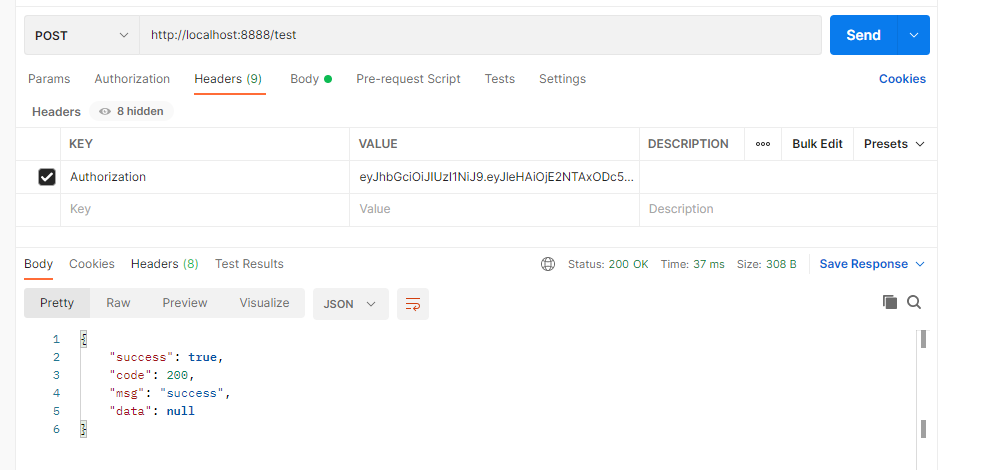 POST http://localhost:8888/test Send
Params Authorization Headers (9) Body Pre-request Script Tests Settings Cookies
Headers 8 hidden
KEY VALUE DESCRIPTION ooo Bulk Edit Presets
Authorization eyJhbGciOiJIUzI1NiJ9.eyJleHAiOjE2NTAxODc5...
Key Value Description
Body Cookies Headers (8) Test Results Status: 200 OK Time: 37 ms Size: 308 B Save Response
Pretty Raw Preview Visualize JSON
1 {
2 "success": true,
3 "code": 200,
4 "msg": "success",
5 "data": null
6 }